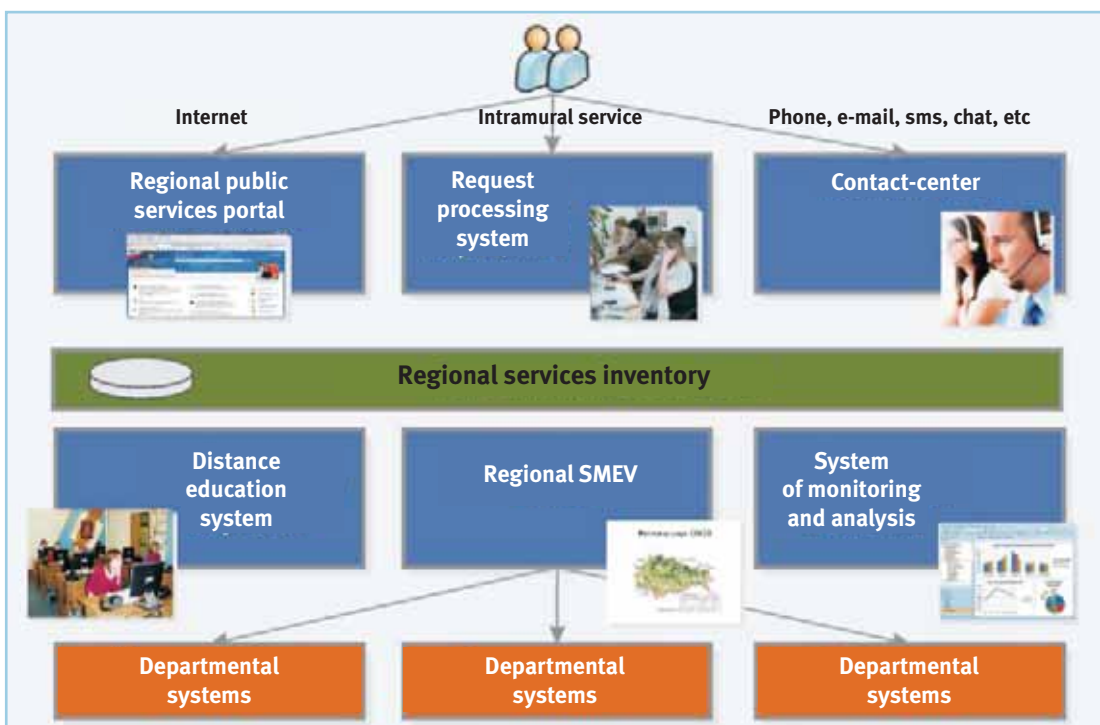 Internet
Intramural service
Phone, e-mail, sms, chat, etc
Regional public
services portal
Request
processing
system
Contact-center
Regional services inventory
Distance
education
system
Regional SMEV
System
of monitoring
and analysis
Departmental
systems
Departmental
systems
Departmental
systems